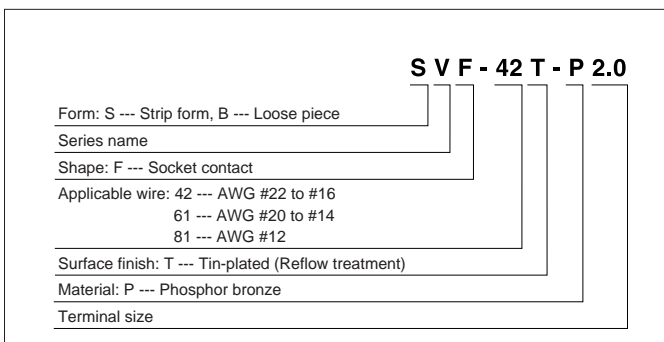 S V F - 42 T - P 2.0
Form: S --- Strip form, B --- Loose piece
Series name
Shape: F --- Socket contact
Applicable wire: 42 --- AWG #22 to #16
61 --- AWG #20 to #14
81 --- AWG #12
Surface finish: T --- Tin-plated (Reflow treatment)
Material: P --- Phosphor bronze
Terminal size